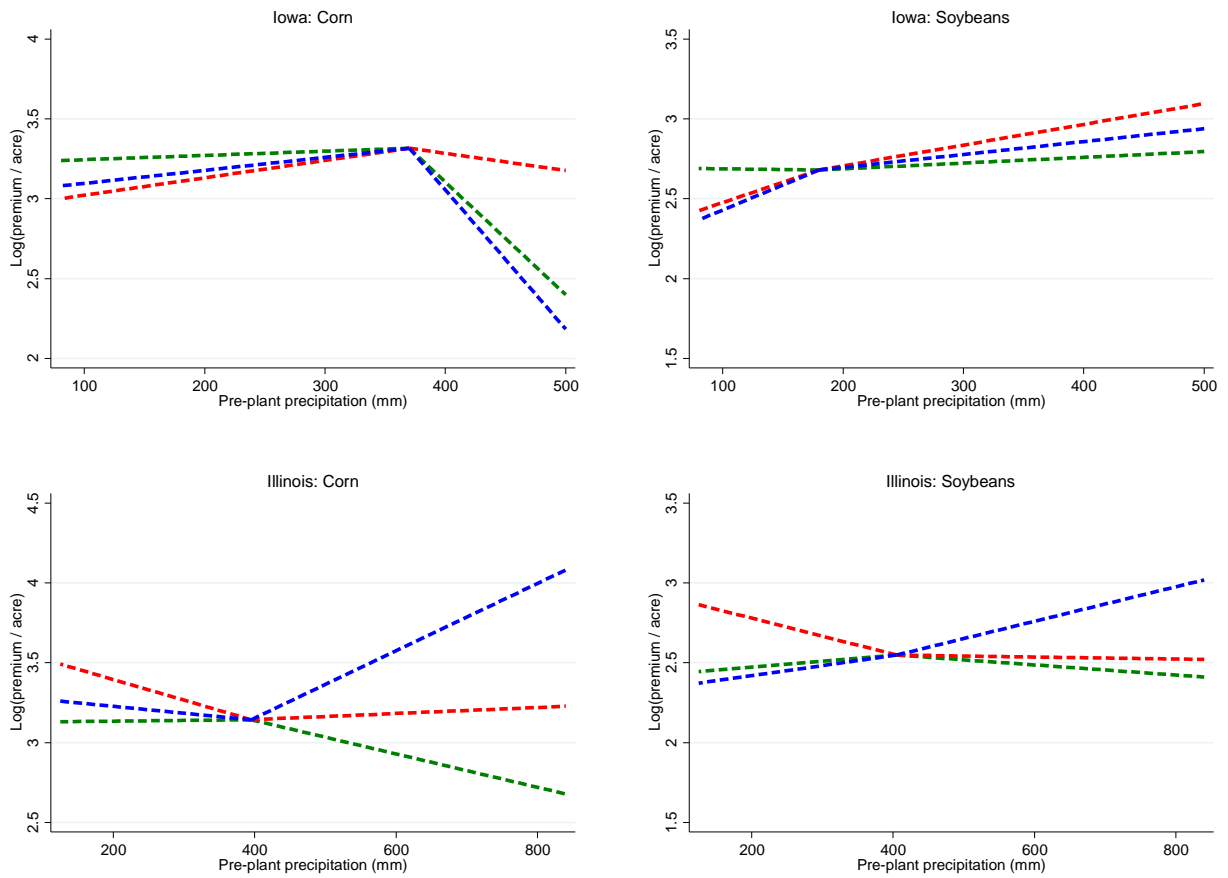 Iowa: Corn
Log(premium / acre)
4
3.5
3
2.5
2
100 200 300 400 500
Pre-plant precipitation (mm)
Iowa: Soybeans
Log(premium / acre)
3.5
3
2.5
2
1.5
100 200 300 400 500
Pre-plant precipitation (mm)
Illinois: Corn
Log(premium / acre)
4.5
4
3.5
3
2.5
200 400 600 800
Pre-plant precipitation (mm)
Illinois: Soybeans
Log(premium / acre)
3.5
3
2.5
2
1.5
200 400 600 800
Pre-plant precipitation (mm)